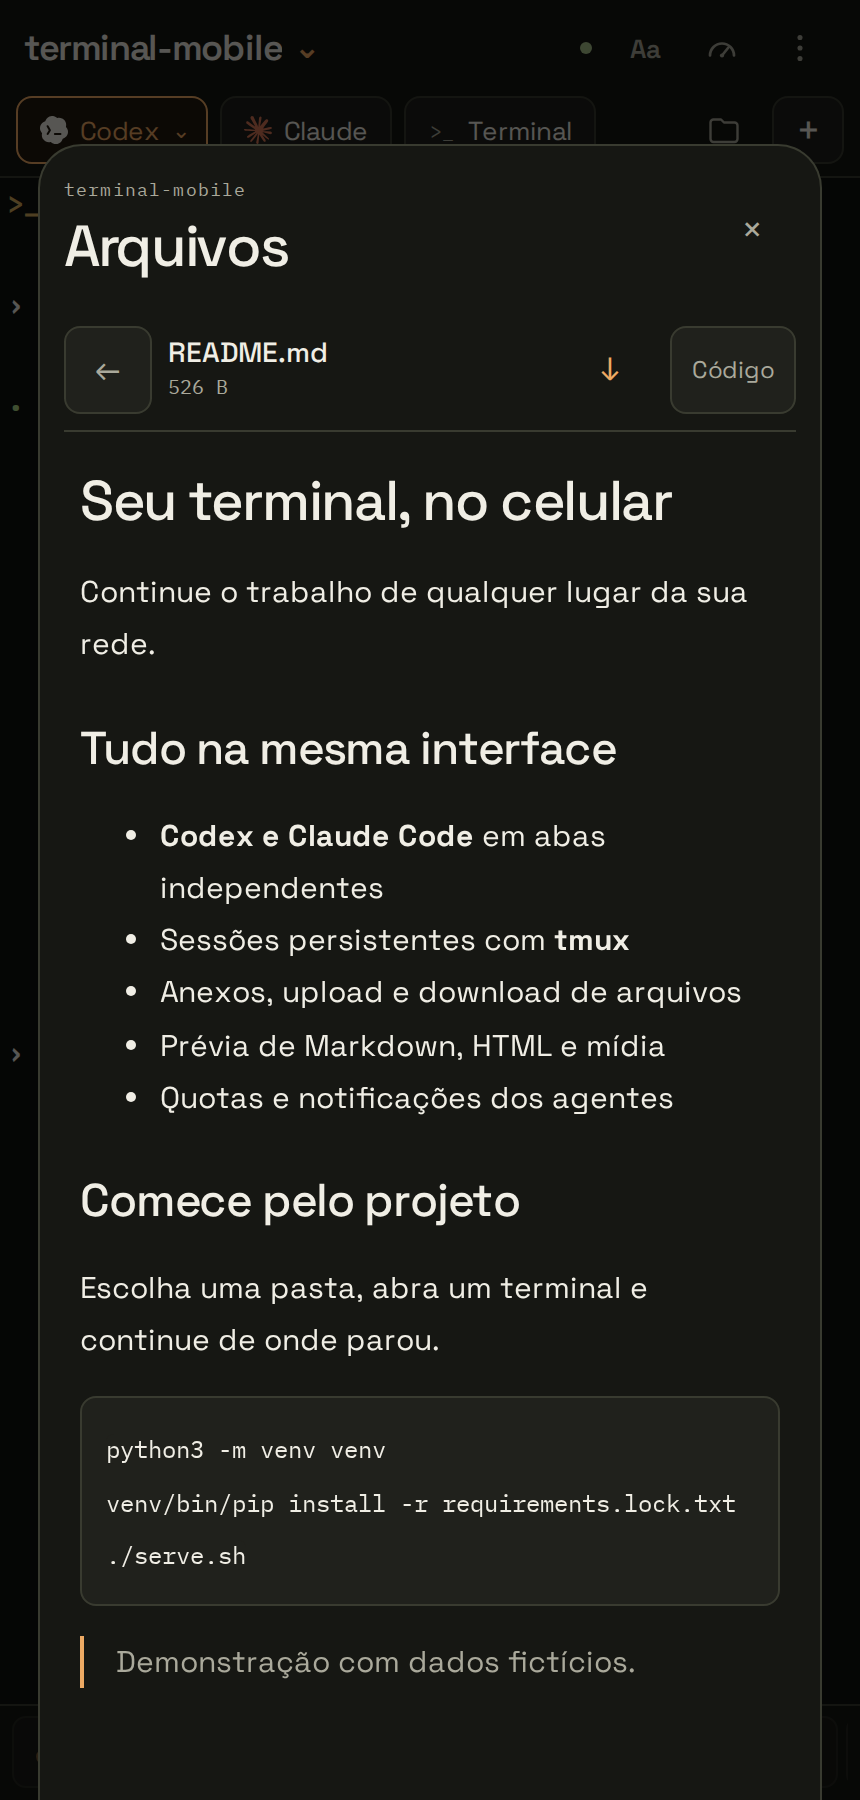 terminal-mobile
Aa
Codex
Claude
>_ Terminal
+
>_
terminal-mobile
Arquivos
×
←
README.md
526 B
↓
Código
Seu terminal, no celular
Continue o trabalho de qualquer lugar da sua
rede.
Tudo na mesma interface
• Codex e Claude Code em abas
independentes
• Sessões persistentes com tmux
• Anexos, upload e download de arquivos
• Prévia de Markdown, HTML e mídia
• Quotas e notificações dos agentes
Comece pelo projeto
Escolha uma pasta, abra um terminal e
continue de onde parou.
python3 -m venv venv
venv/bin/pip install -r requirements.lock.txt
./serve.sh
Demonstração com dados fictícios.